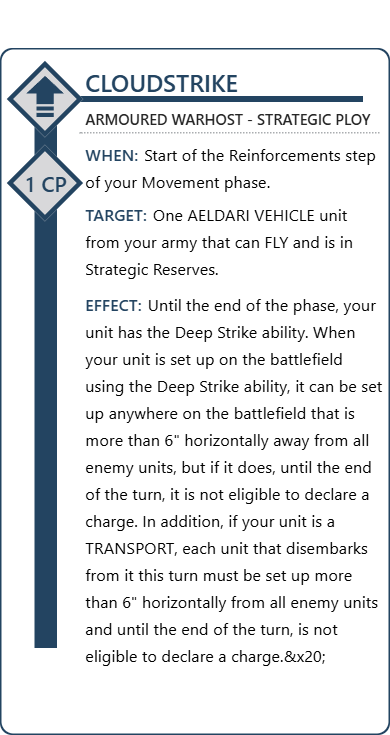 CLOUDSTRIKE
ARMOURED WARHOST - STRATEGIC PLOY
1 CP
WHEN: Start of the Reinforcements step
of your Movement phase.
TARGET: One AELDARI VEHICLE unit
from your army that can FLY and is in
Strategic Reserves.
EFFECT: Until the end of the phase, your
unit has the Deep Strike ability. When
your unit is set up on the battlefield
using the Deep Strike ability, it can be set
up anywhere on the battlefield that is
more than 6" horizontally away from all
enemy units, but if it does, until the end
of the turn, it is not eligible to declare a
charge. In addition, if your unit is a
TRANSPORT, each unit that disembarks
from it this turn must be set up more
than 6" horizontally from all enemy units
and until the end of the turn, is not
eligible to declare a charge.&x20;